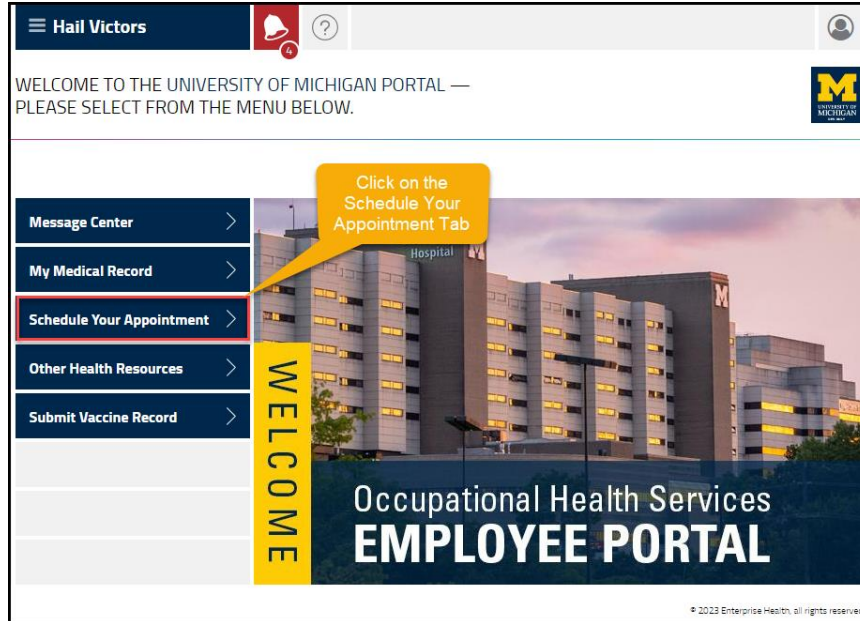 Hail Victors
4
?
WELCOME TO THE UNIVERSITY OF MICHIGAN PORTAL —
PLEASE SELECT FROM THE MENU BELOW.
M
UNIVERSITY OF
MICHIGAN
Click on the
Schedule Your
Appointment Tab
Message Center
My Medical Record
Schedule Your Appointment
Other Health Resources
Submit Vaccine Record
Hospital M
M
WELCOME
Occupational Health Services
EMPLOYEE PORTAL
© 2023 Enterprise Health, all rights reserved